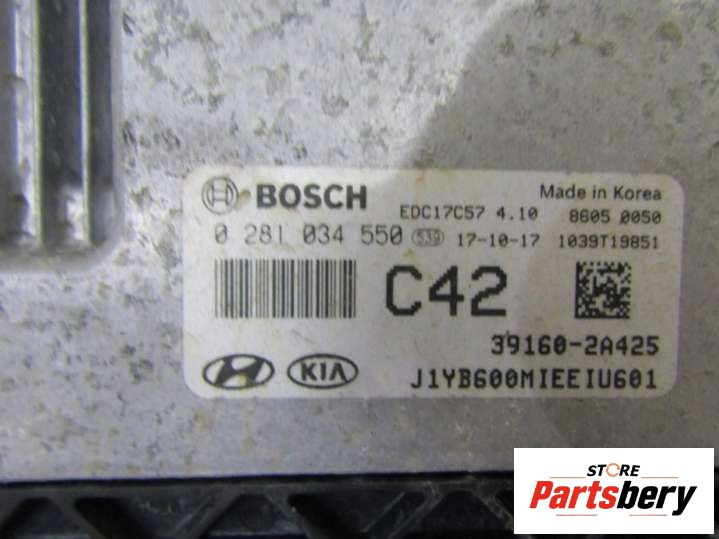 BOSCH
Made in Korea
EDC17C57 4.10 8605 0050
0 281 034 550 539 17-10-17 1039T19851
C42
39160-2A425
KIA
J1YB600MIEEIU601
STORE
Partsbery